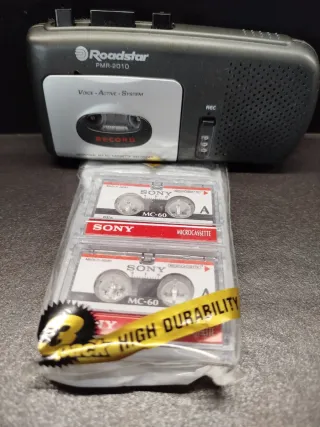 Roadstar
PMR-2010
VOICE - ACTIVE - SYSTEM
RECORD
REC
SONY
A
MC-60
SONY
MICROCASSETTE
SONY
A
MC-60
3
PACK HIGH DURABILITY